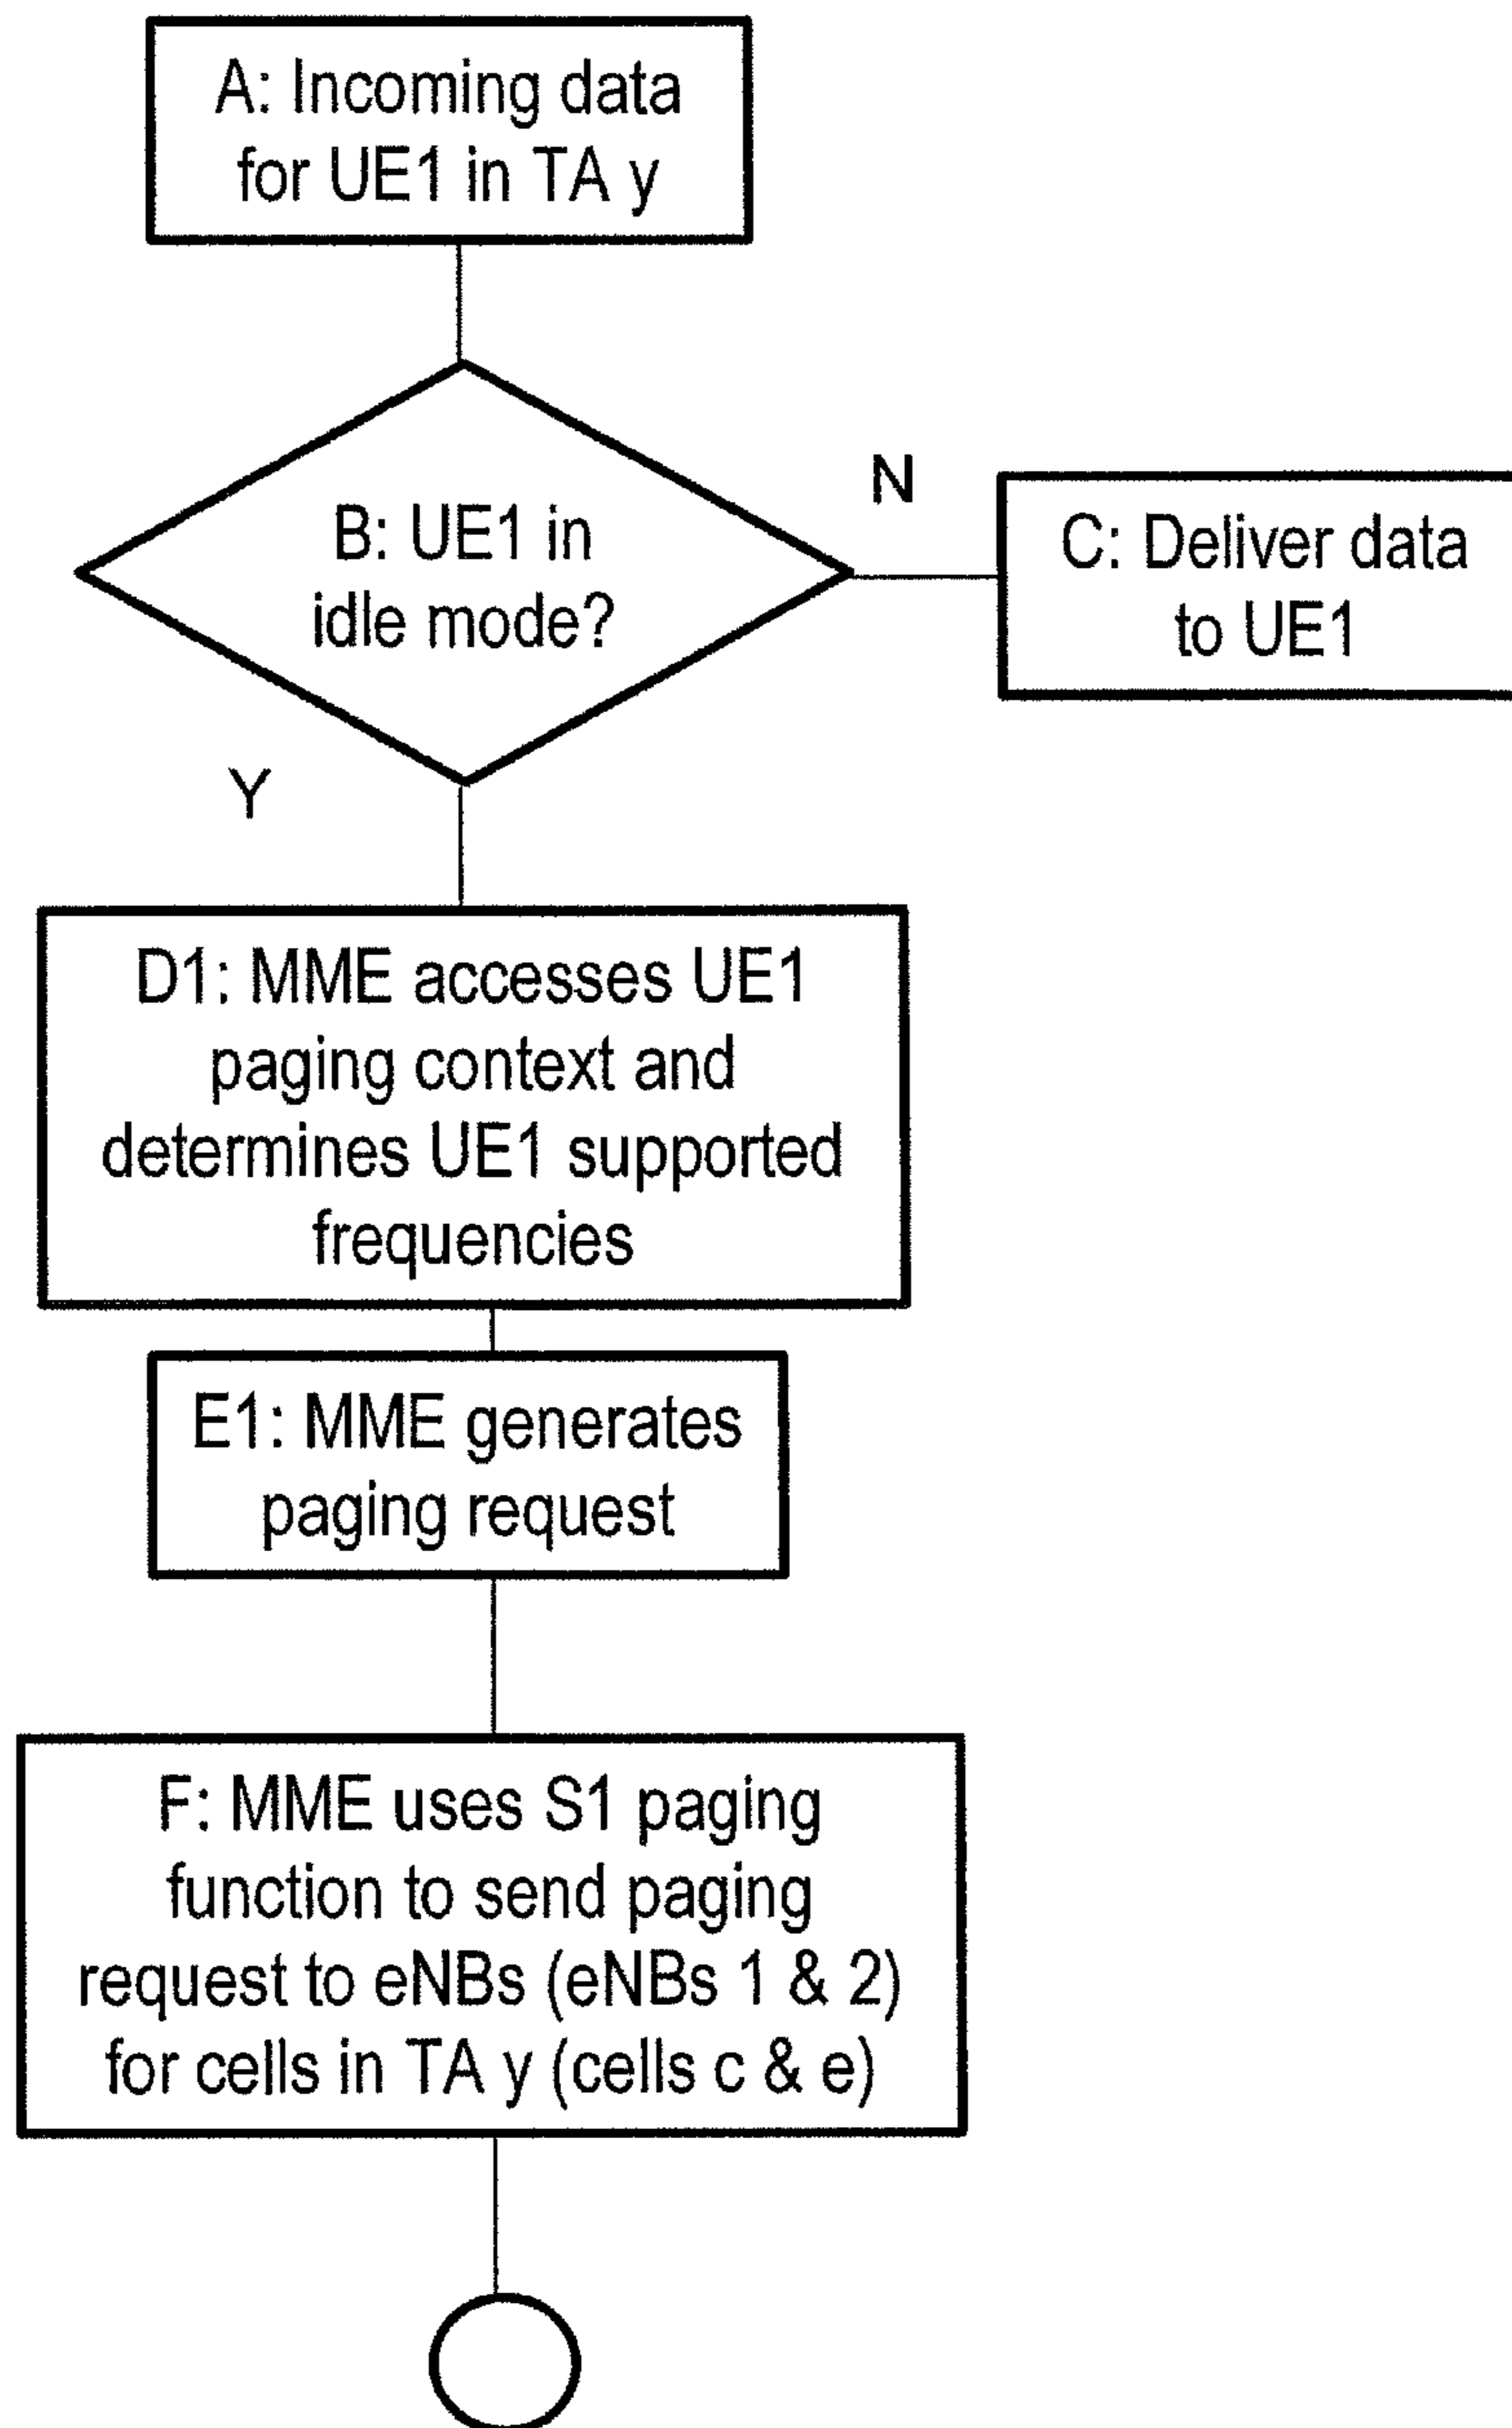 A: Incoming data
for UE1 in TA y
B: UE1 in
idle mode?
N
C: Deliver data
to UE1
Y
D1: MME accesses UE1
paging context and
determines UE1 supported
frequencies
E1: MME generates
paging request
F: MME uses S1 paging
function to send paging
request to eNBs (eNBs 1 & 2)
for cells in TA y (cells c & e)